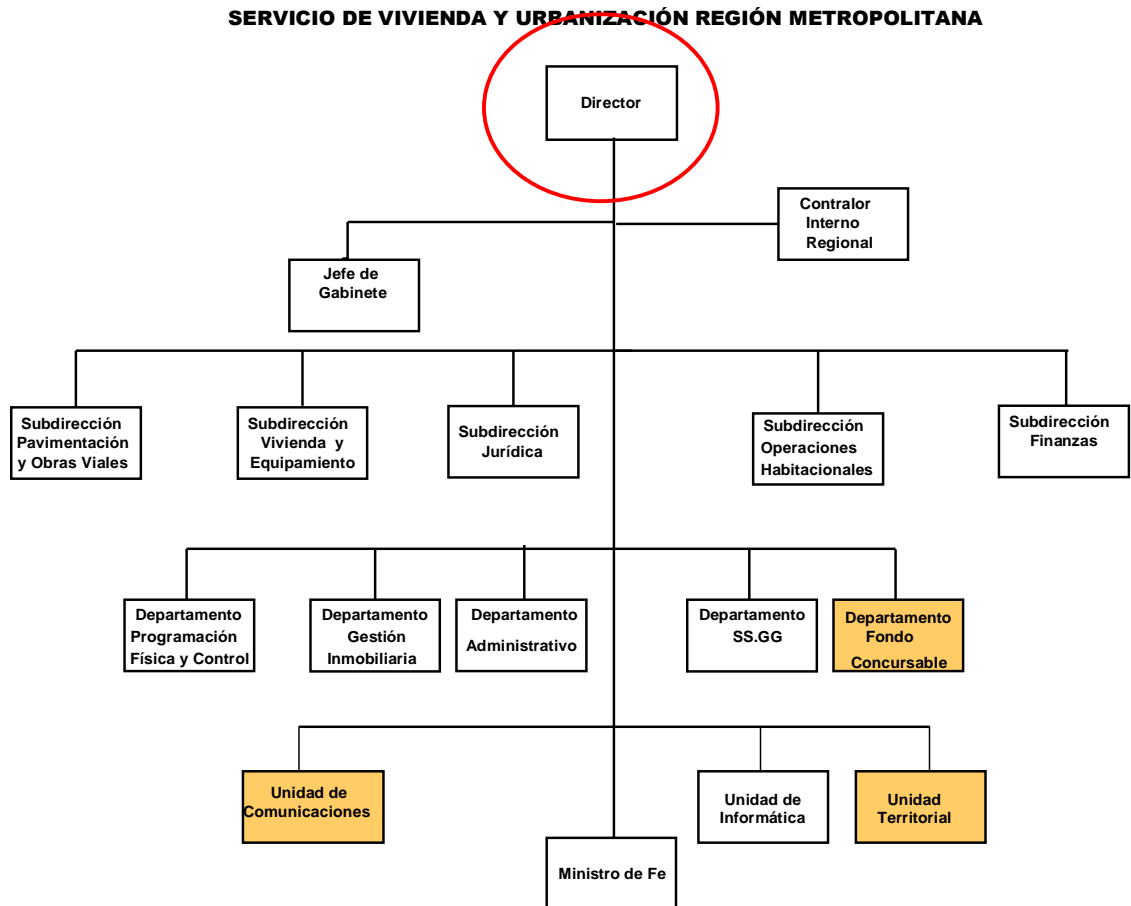 SERVICIO DE VIVIENDA Y URBANIZACIÓN REGIÓN METROPOLITANA
Director
Contralor
Interno
Regional
Jefe de
Gabinete
Subdirección
Pavimentación
y Obras Viales
Subdirección
Vivienda y
Equipamiento
Subdirección
Jurídica
Subdirección
Operaciones
Habitacionales
Subdirección
Finanzas
Departamento
Programación
Física y Control
Departamento
Gestión
Inmobiliaria
Departamento
Administrativo
Departamento
SS.GG
Departamento
Fondo
Concursable
Unidad de
Comunicaciones
Unidad de
Informática
Unidad
Territorial
Ministro de Fe